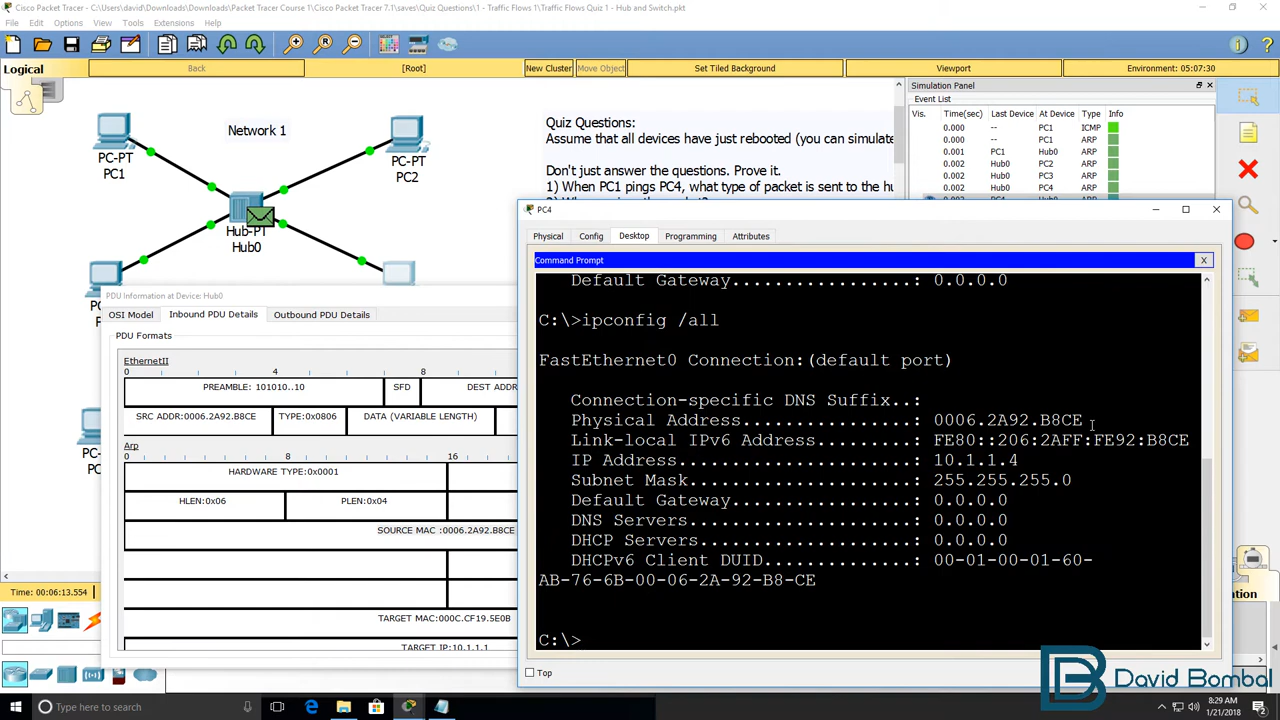 Cisco Packet Tracer - C:\Users\david\Downloads\Downloads\Packet Tracer Course 1\Cisco Packet Tracer 7.1\saves\Quiz Questions\1 - Traffic Flows 1\Traffic Flows Quiz 1 - Hub and Switch.pkt
File Edit Options View Tools Extensions Help
Logical Back [Root] New Cluster Move Object Set Tiled Background Viewport Environment: 05:07:30
Network 1
PC-PT
PC1
PC-PT
PC2
Hub-PT
Hub0
Quiz Questions:
Assume that all devices have just rebooted (you can simulate
Don't just answer the questions. Prove it.
1) When PC1 pings PC4, what type of packet is sent to the hu
Simulation Panel
Event List
Vis. Time(sec) Last Device At Device Type Info
0.000 -- PC1 ICMP
0.000 -- PC1 ARP
0.001 PC1 Hub0 ARP
0.002 Hub0 PC2 ARP
0.002 Hub0 PC3 ARP
0.002 Hub0 PC4 ARP
PDU Information at Device: Hub0
OSI Model Inbound PDU Details Outbound PDU Details
PDU Formats
EthernetII
0 4 8
PREAMBLE: 101010..10 SFD DEST ADDR
SRC ADDR:0006.2A92.B8CE TYPE:0x0806 DATA (VARIABLE LENGTH)
Arp
0 8 16
HARDWARE TYPE:0x0001
HLEN:0x06 PLEN:0x04
SOURCE MAC :0006.2A92.B8CE
TARGET MAC:000C.CF19.5E0B
TARGET IP:10.1.1.1
PC4
Physical Config Desktop Programming Attributes
Command Prompt X
Default Gateway.................: 0.0.0.0
C:\>ipconfig /all
FastEthernet0 Connection:(default port)
Connection-specific DNS Suffix..:
Physical Address................: 0006.2A92.B8CE
Link-local IPv6 Address.........: FE80::206:2AFF:FE92:B8CE
IP Address......................: 10.1.1.4
Subnet Mask.....................: 255.255.255.0
Default Gateway.................: 0.0.0.0
DNS Servers.....................: 0.0.0.0
DHCP Servers....................: 0.0.0.0
DHCPv6 Client DUID..............: 00-01-00-01-60-
AB-76-6B-00-06-2A-92-B8-CE
C:\>
Top
Time: 00:06:13.554
David Bombal
Type here to search
8:29 AM
1/21/2018